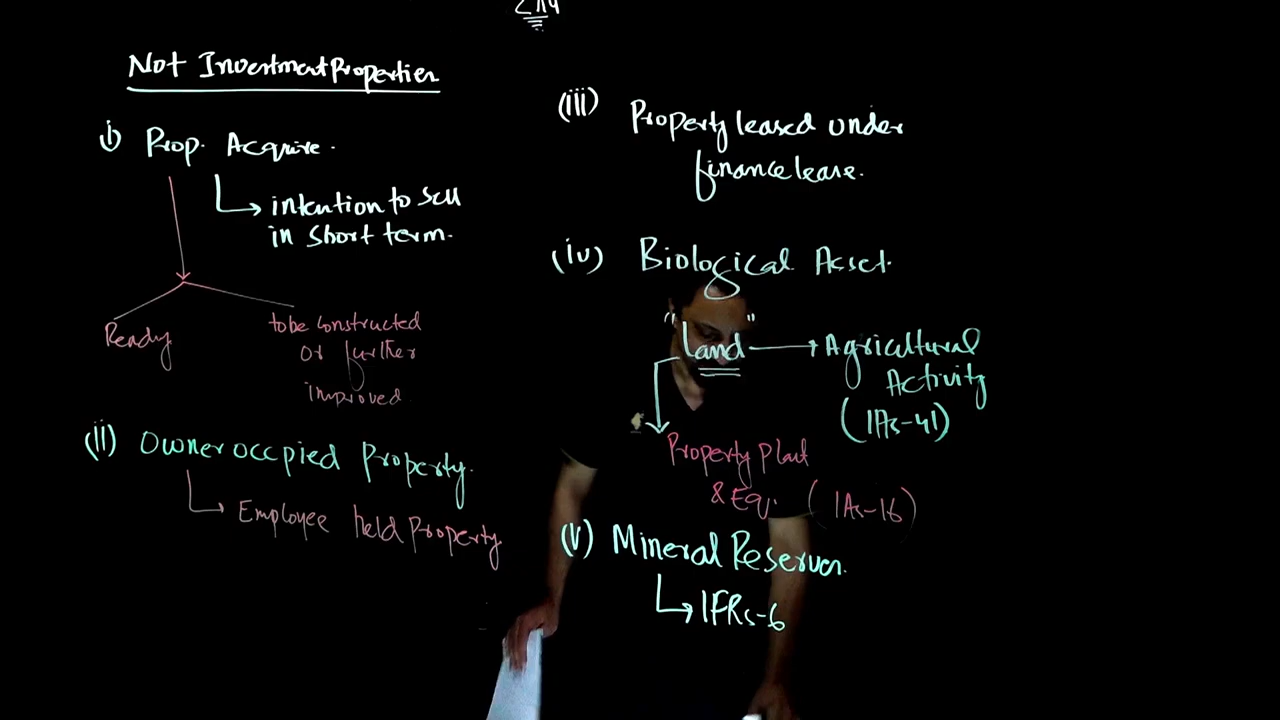 Not Investment Properties
i) Prop. Acquire.
intention to sell
in short term.
Ready
to be constructed
or further
improved.
(ii) Owner occpied Property.
Employee held Property
(iii) Property leased under
finance lease.
(iv) Biological Asset.
"Land" Agricultural
Activity
(IAs-41)
Property Plant
& Eq. (IAs-16)
(v) Mineral Reserves.
IFRs-6